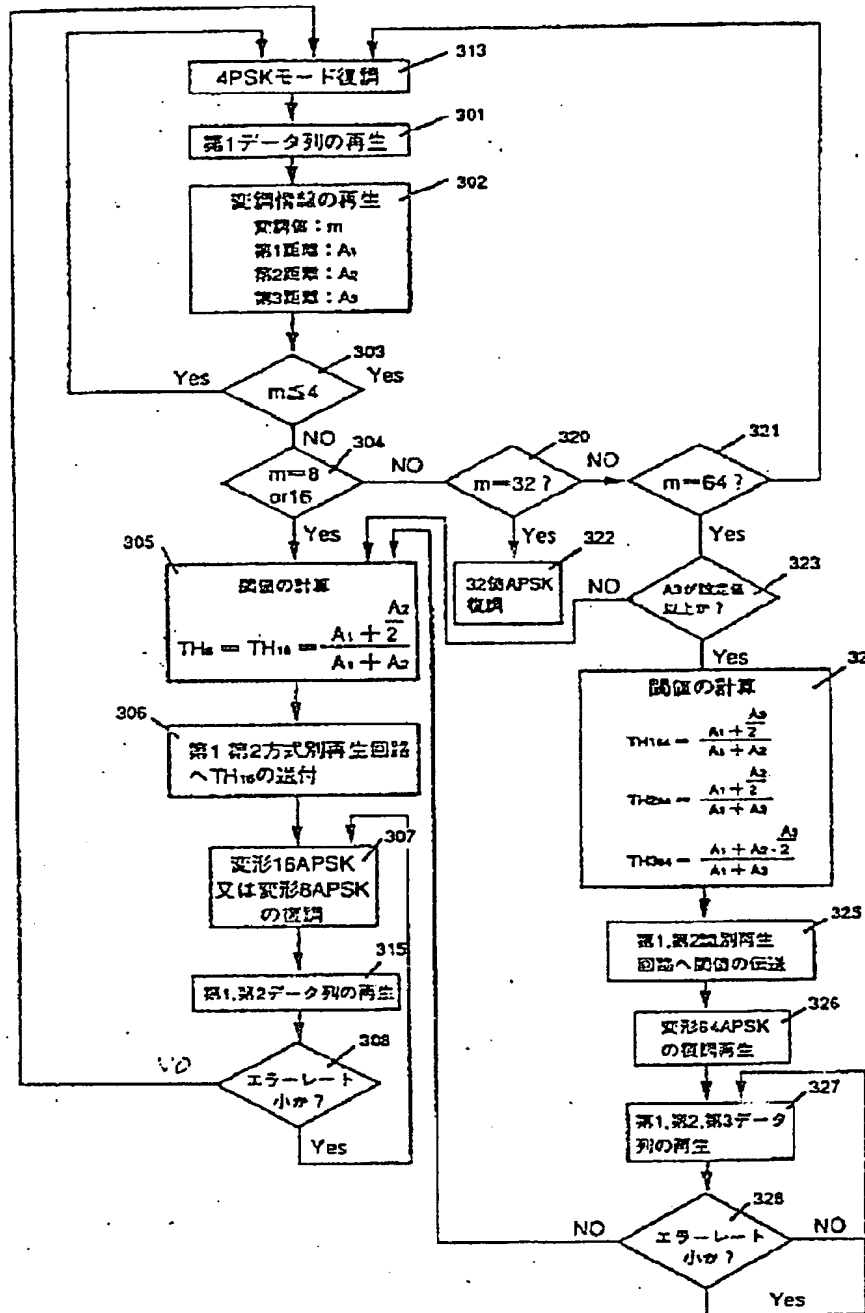 313
4PSKモード復調
301
第1データ列の再生
302
変調情報の再生
変調値：m
第1距離：A₁
第2距離：A₂
第3距離：A₃
303
Yes
Yes
m≦4
NO
304
m=8
or16
NO
320
m=32？
NO
321
m=64？
Yes
Yes
Yes
305
閾値の計算
TH₈ = TH₁₆ = A₁ + A₂/2 / A₁ + A₂
322
32値APSK
復調
NO
323
A3が設定値
以上か？
Yes
32
閾値の計算
TH1₆₄ =
TH2₆₄ =
TH3₆₄ =
306
第1 第2方式別再生回路
へTH₁₆の送付
307
変形16APSK
又は変形8APSK
の復調
315
第1,第2データ列の再生
308
NO
エラーレート
小か？
Yes
325
第1,第2識別再生
回路へ閾値の伝送
326
変形64APSK
の復調再生
327
第1,第2,第3データ
列の再生
328
NO
エラーレート
小か？
NO
Yes